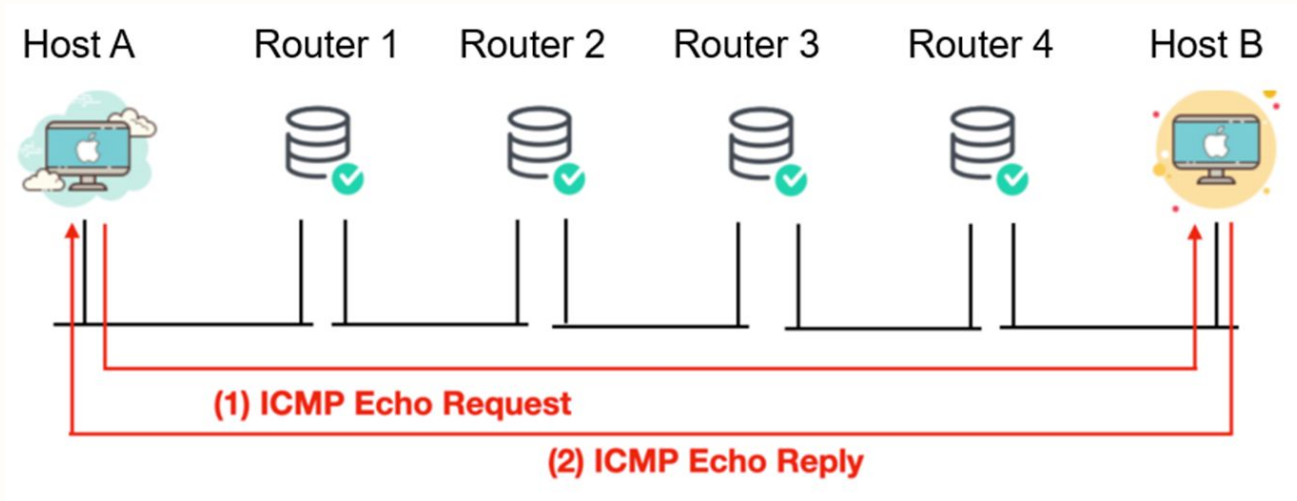 Host A Router 1 Router 2 Router 3 Router 4 Host B
(1) ICMP Echo Request
(2) ICMP Echo Reply